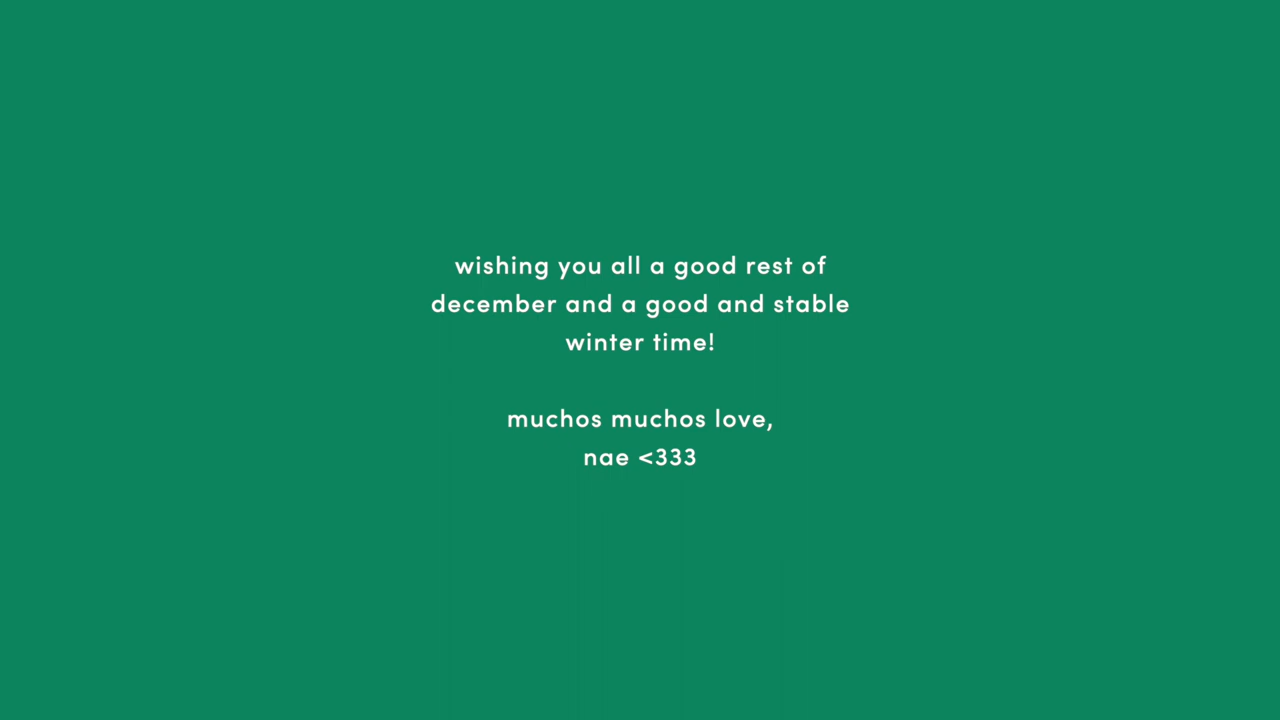 wishing you all a good rest of
december and a good and stable
winter time!
muchos muchos love,
nae <333